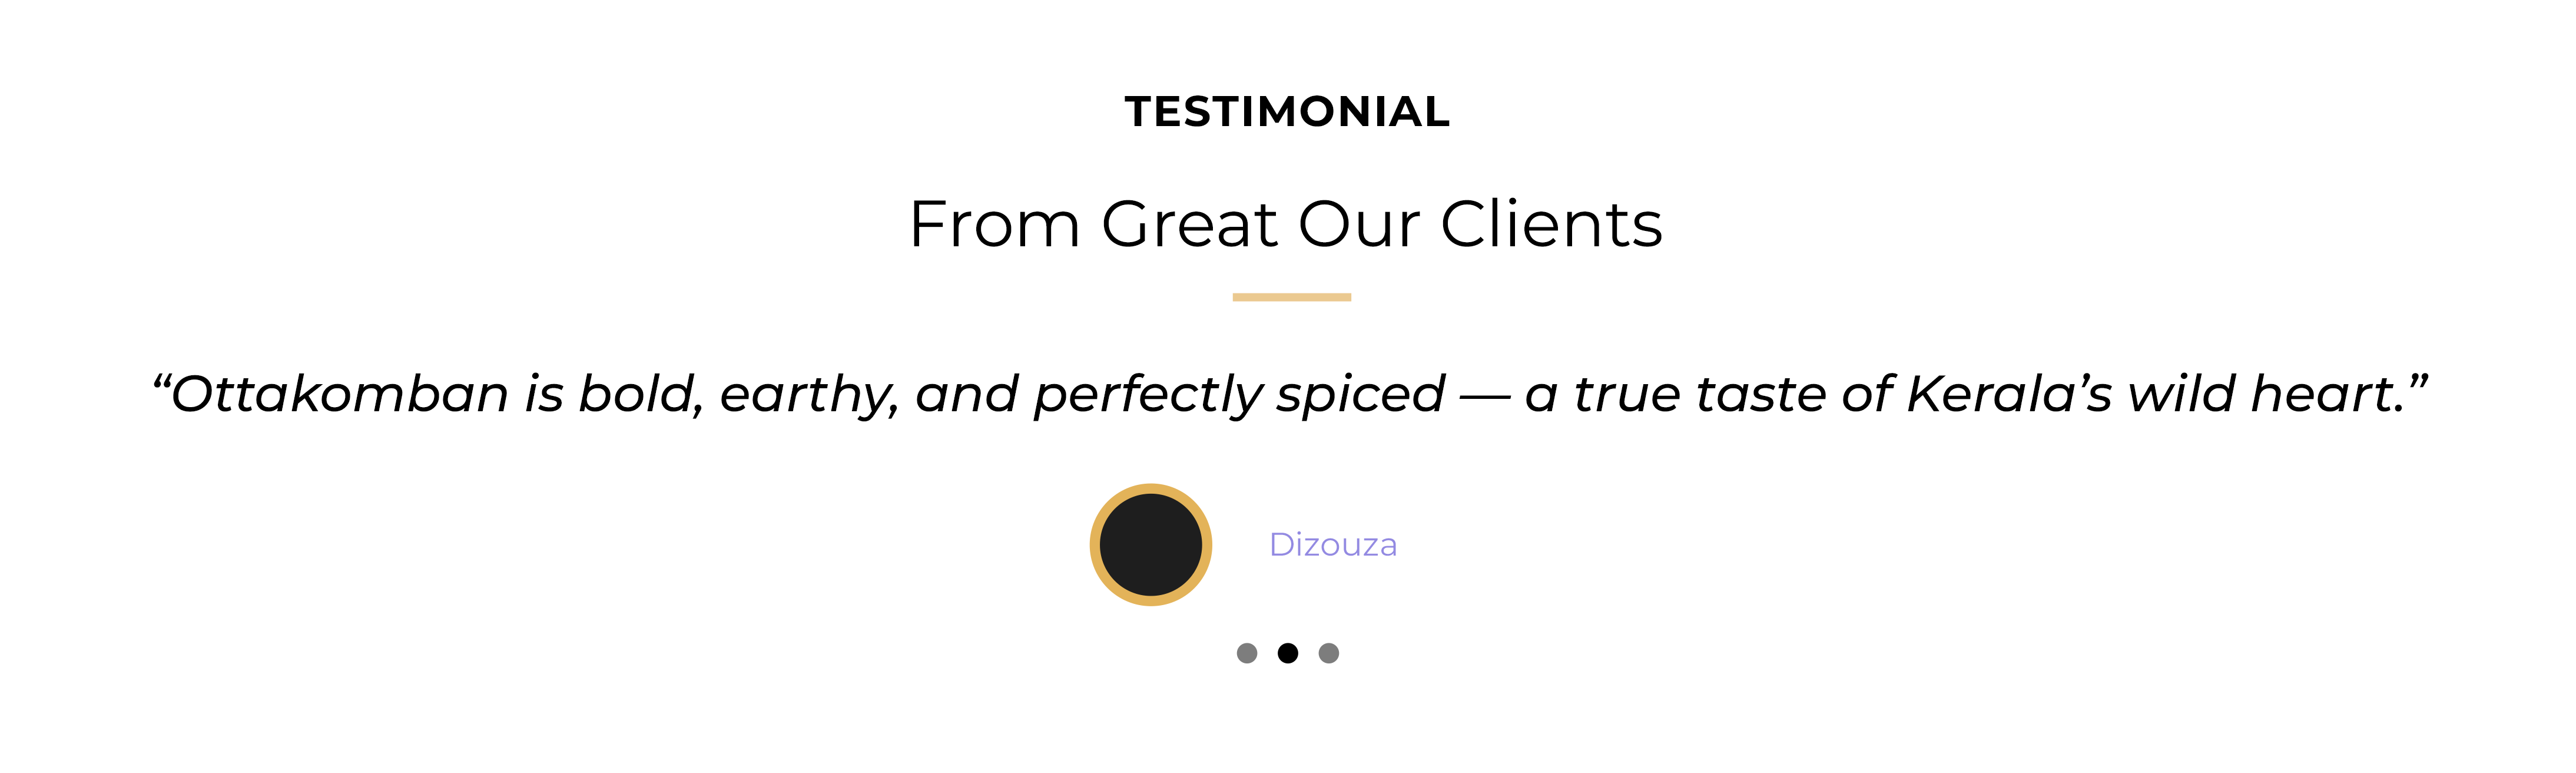 TESTIMONIAL
From Great Our Clients
“Ottakomban is bold, earthy, and perfectly spiced — a true taste of Kerala’s wild heart.”
Dizouza